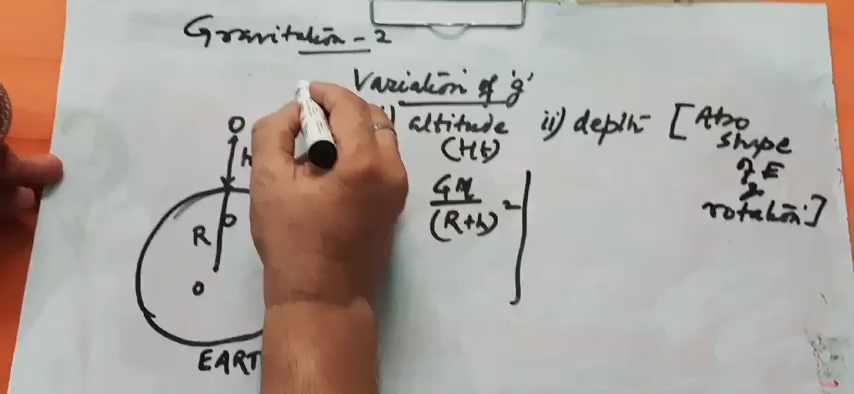 Gravitation - 2
Variation of 'g'
i) altitude ii) depth [Also
(Ht) shape
of E
&
rotation]
O
h
GM
(R+h)²
R
O
EART